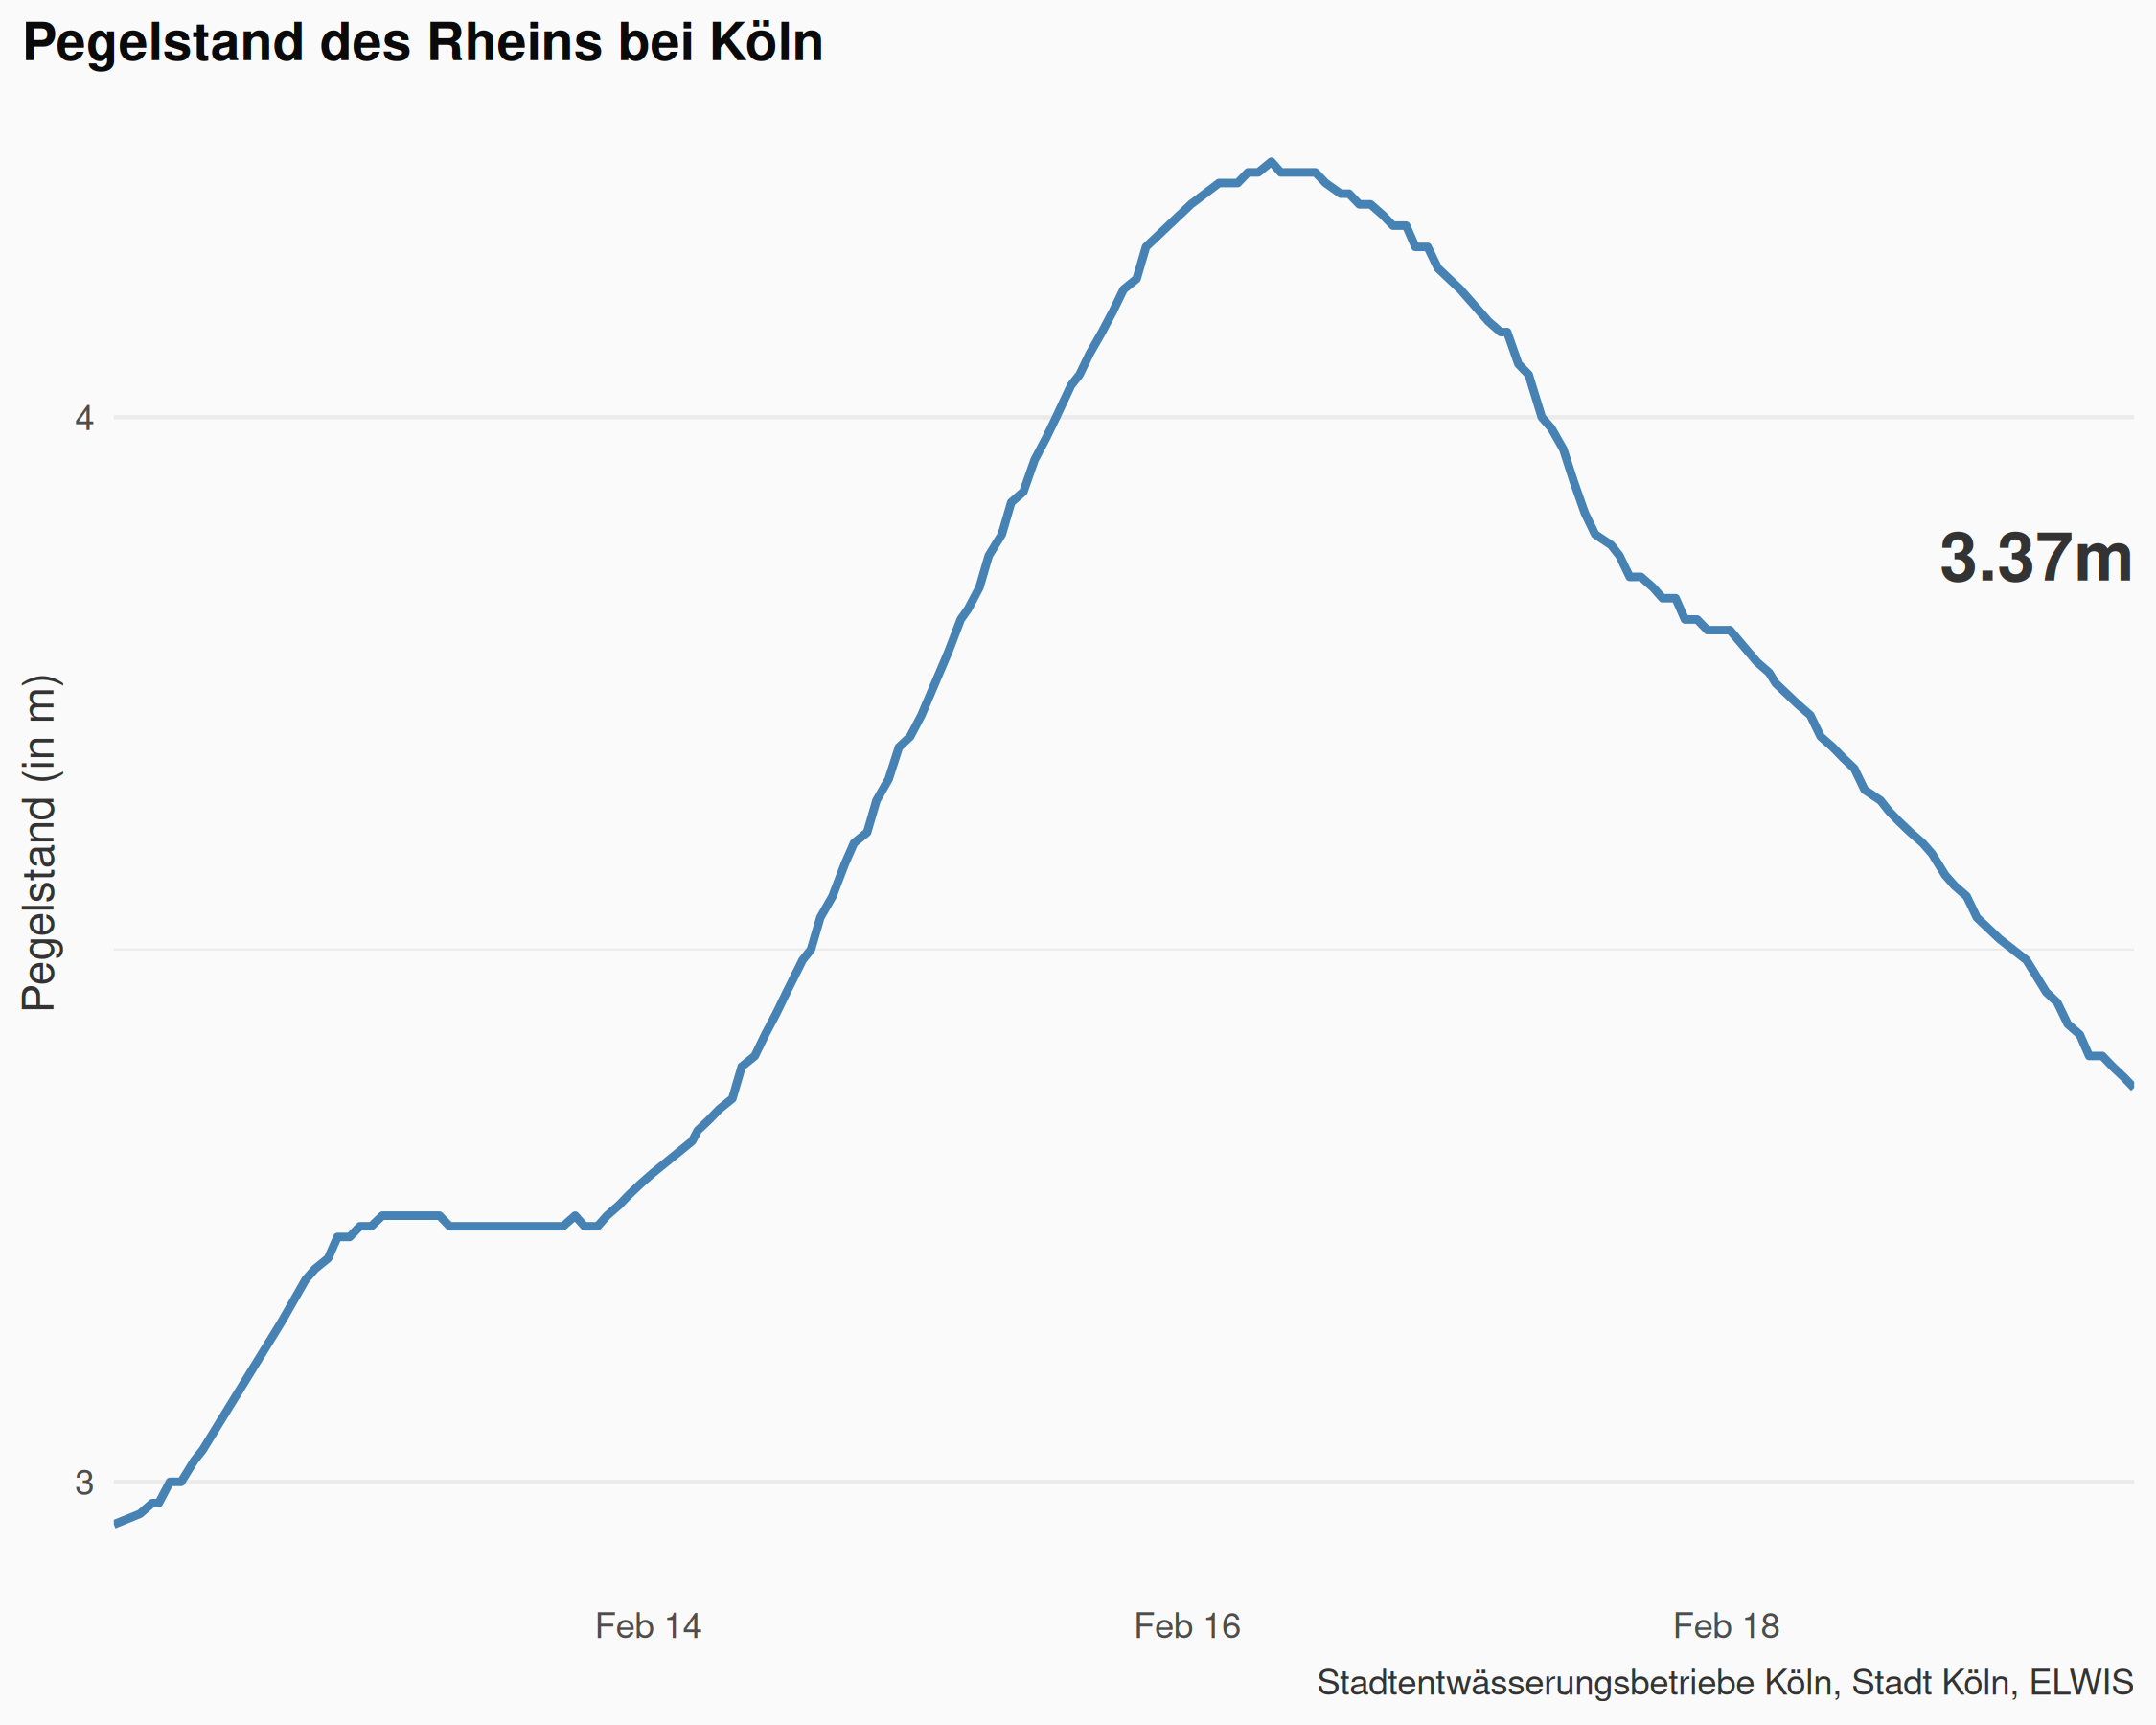 Pegelstand des Rheins bei Köln
Pegelstand (in m)
4
3
3.37m
Feb 14
Feb 16
Feb 18
Stadtentwässerungsbetriebe Köln, Stadt Köln, ELWIS